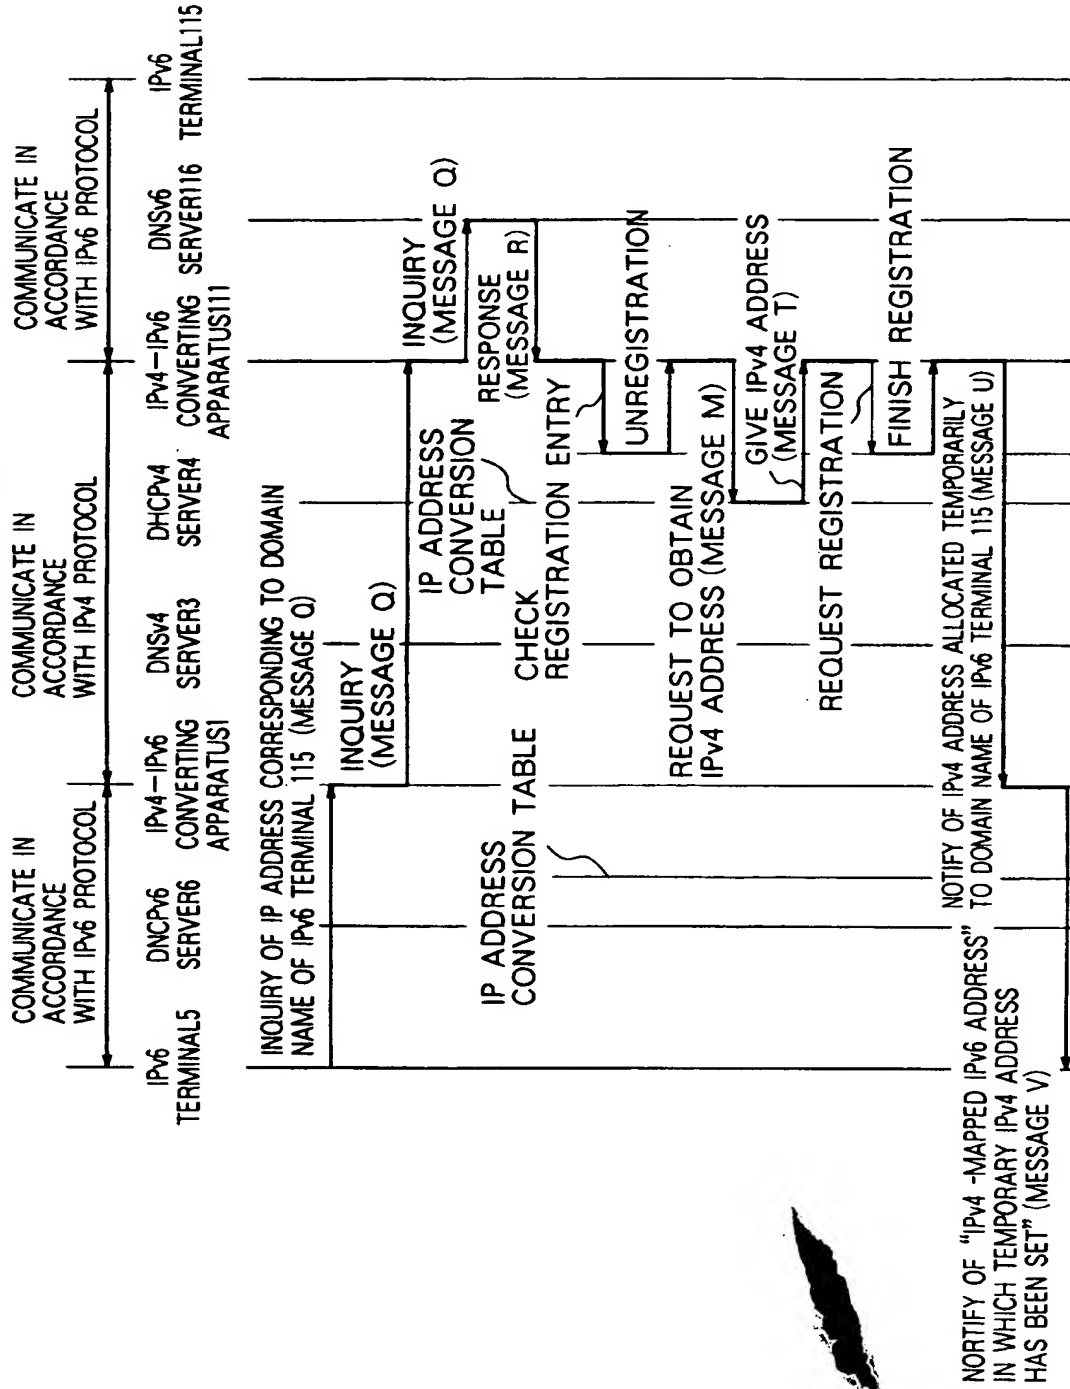 COMMUNICATE IN
ACCORDANCE
WITH IPv6 PROTOCOL
COMMUNICATE IN
ACCORDANCE
WITH IPv4 PROTOCOL
COMMUNICATE IN
ACCORDANCE
WITH IPv6 PROTOCOL
IPv6
TERMINAL5
DNCPv6
SERVER6
IPv4-IPv6
CONVERTING
APPARATUS1
DNSv4
SERVER3
DHCPv4
SERVER4
IPv4-IPv6
CONVERTING
APPARATUS111
DNSv6
SERVER116
IPv6
TERMINAL115
INQUIRY OF IP ADDRESS CORRESPONDING TO DOMAIN
NAME OF IPv6 TERMINAL 115 (MESSAGE Q)
INQUIRY
(MESSAGE Q)
INQUIRY
(MESSAGE Q)
IP ADDRESS
CONVERSION
TABLE
RESPONSE
(MESSAGE R)
IP ADDRESS
CONVERSION TABLE
CHECK
REGISTRATION ENTRY
UNREGISTRATION
REQUEST TO OBTAIN
IPv4 ADDRESS (MESSAGE M)
GIVE IPv4 ADDRESS
(MESSAGE T)
REQUEST REGISTRATION
FINISH REGISTRATION
NOTIFY OF IPv4 ADDRESS ALLOCATED TEMPORARILY
TO DOMAIN NAME OF IPv6 TERMINAL 115 (MESSAGE U)
NORTIFY OF "IPv4 -MAPPED IPv6 ADDRESS"
IN WHICH TEMPORARY IPv4 ADDRESS
HAS BEEN SET" (MESSAGE V)